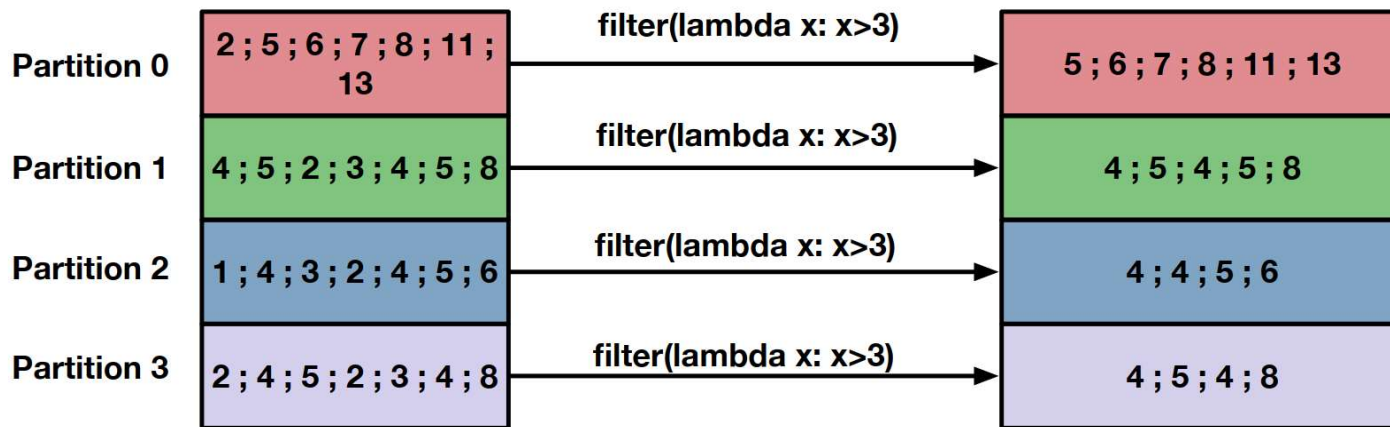 filter(lambda x: x>3)
Partition 0
2 ; 5 ; 6 ; 7 ; 8 ; 11 ;
13
5 ; 6 ; 7 ; 8 ; 11 ; 13
filter(lambda x: x>3)
Partition 1
4 ; 5 ; 2 ; 3 ; 4 ; 5 ; 8
4 ; 5 ; 4 ; 5 ; 8
filter(lambda x: x>3)
Partition 2
1 ; 4 ; 3 ; 2 ; 4 ; 5 ; 6
4 ; 4 ; 5 ; 6
filter(lambda x: x>3)
Partition 3
2 ; 4 ; 5 ; 2 ; 3 ; 4 ; 8
4 ; 5 ; 4 ; 8